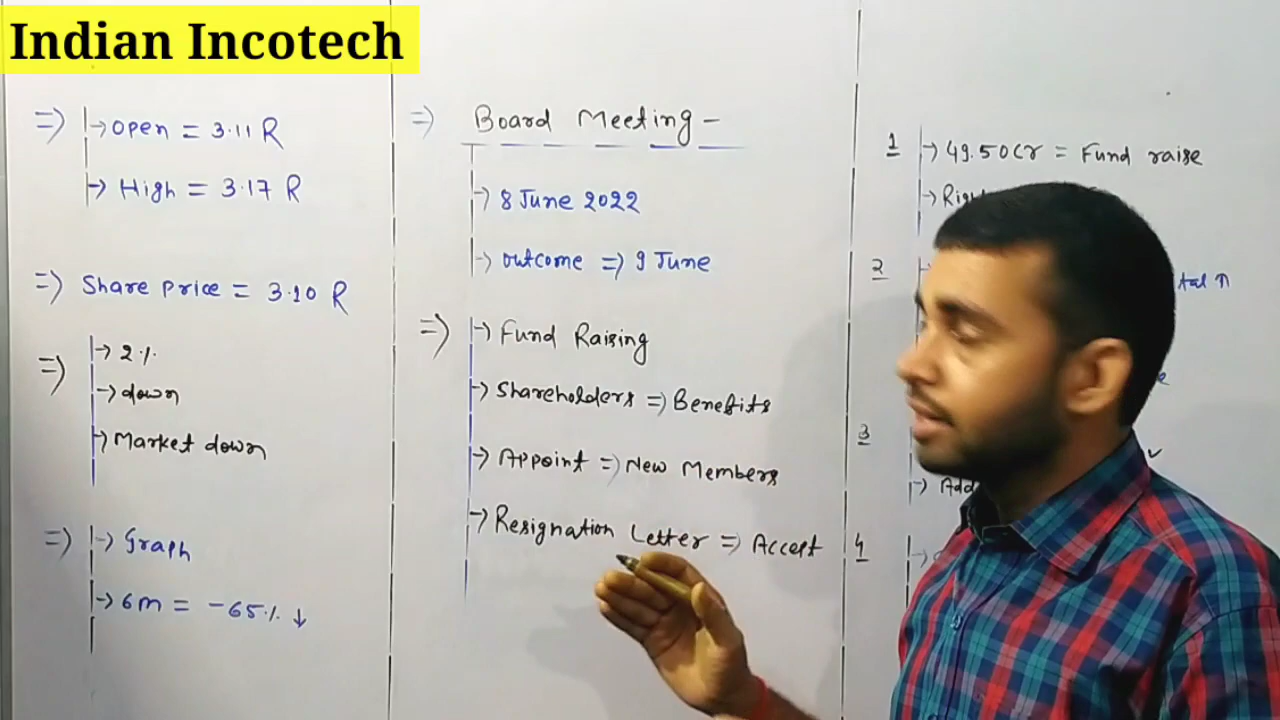 Indian Incotech
=> → Open = 3.11 R
→ High = 3.17 R
=> Share price = 3.10 R
=> → 2%
→ down
→ Market down
=> → Graph
→ 6m = -65% ↓
=> Board Meeting -
→ 8 June 2022
→ outcome => 9 June
=> → Fund Raising
→ Shareholders => Benefits
→ Appoint => New Members
→ Resignation Letter => Accept
1 → 49.50Cr = Fund raise
2
3
→ Add
4